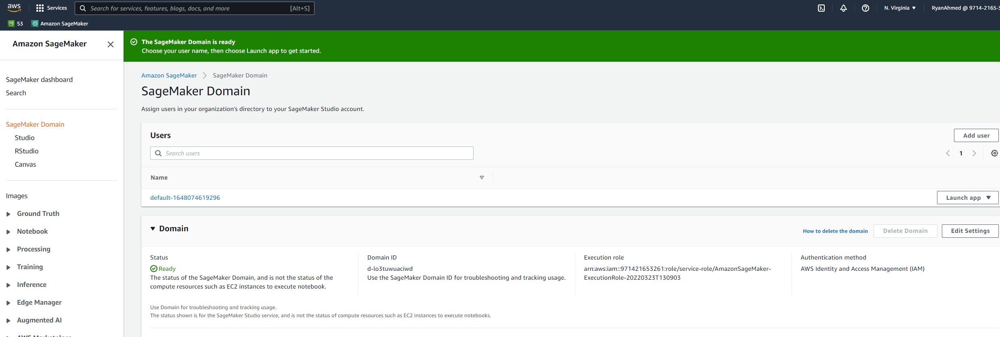 aws
Services
Search for services, features, blogs, docs, and more [Alt+S]
N. Virginia
RyanAhmed @ 9714-2165-3
S3
Amazon SageMaker
Amazon SageMaker
The SageMaker Domain is ready
Choose your user name, then choose Launch app to get started.
SageMaker dashboard
Search
SageMaker Domain
Studio
RStudio
Canvas
Images
Ground Truth
Notebook
Processing
Training
Inference
Edge Manager
Augmented AI
AWS Marketplace
Amazon SageMaker
SageMaker Domain
SageMaker Domain
Assign users in your organization's directory to your SageMaker Studio account.
Users
Add user
Search users
1
Name
default-1648074619296
Launch app
Domain
How to delete the domain
Delete Domain
Edit Settings
Status
Ready
The status of the SageMaker Domain, and is not the status of the
compute resources such as EC2 instances to execute notebook.
Domain ID
d-lo3tuwuaciwd
Use the SageMaker Domain ID for troubleshooting and tracking usage.
Execution role
arn:aws:iam::971421653261:role/service-role/AmazonSageMaker-
ExecutionRole-20220323T130903
Authentication method
AWS Identity and Access Management (IAM)
Use Domain for troubleshooting and tracking usage.
The status shown is for the SageMaker Studio service, and is not the status of compute resources such as EC2 instances to execute notebooks.